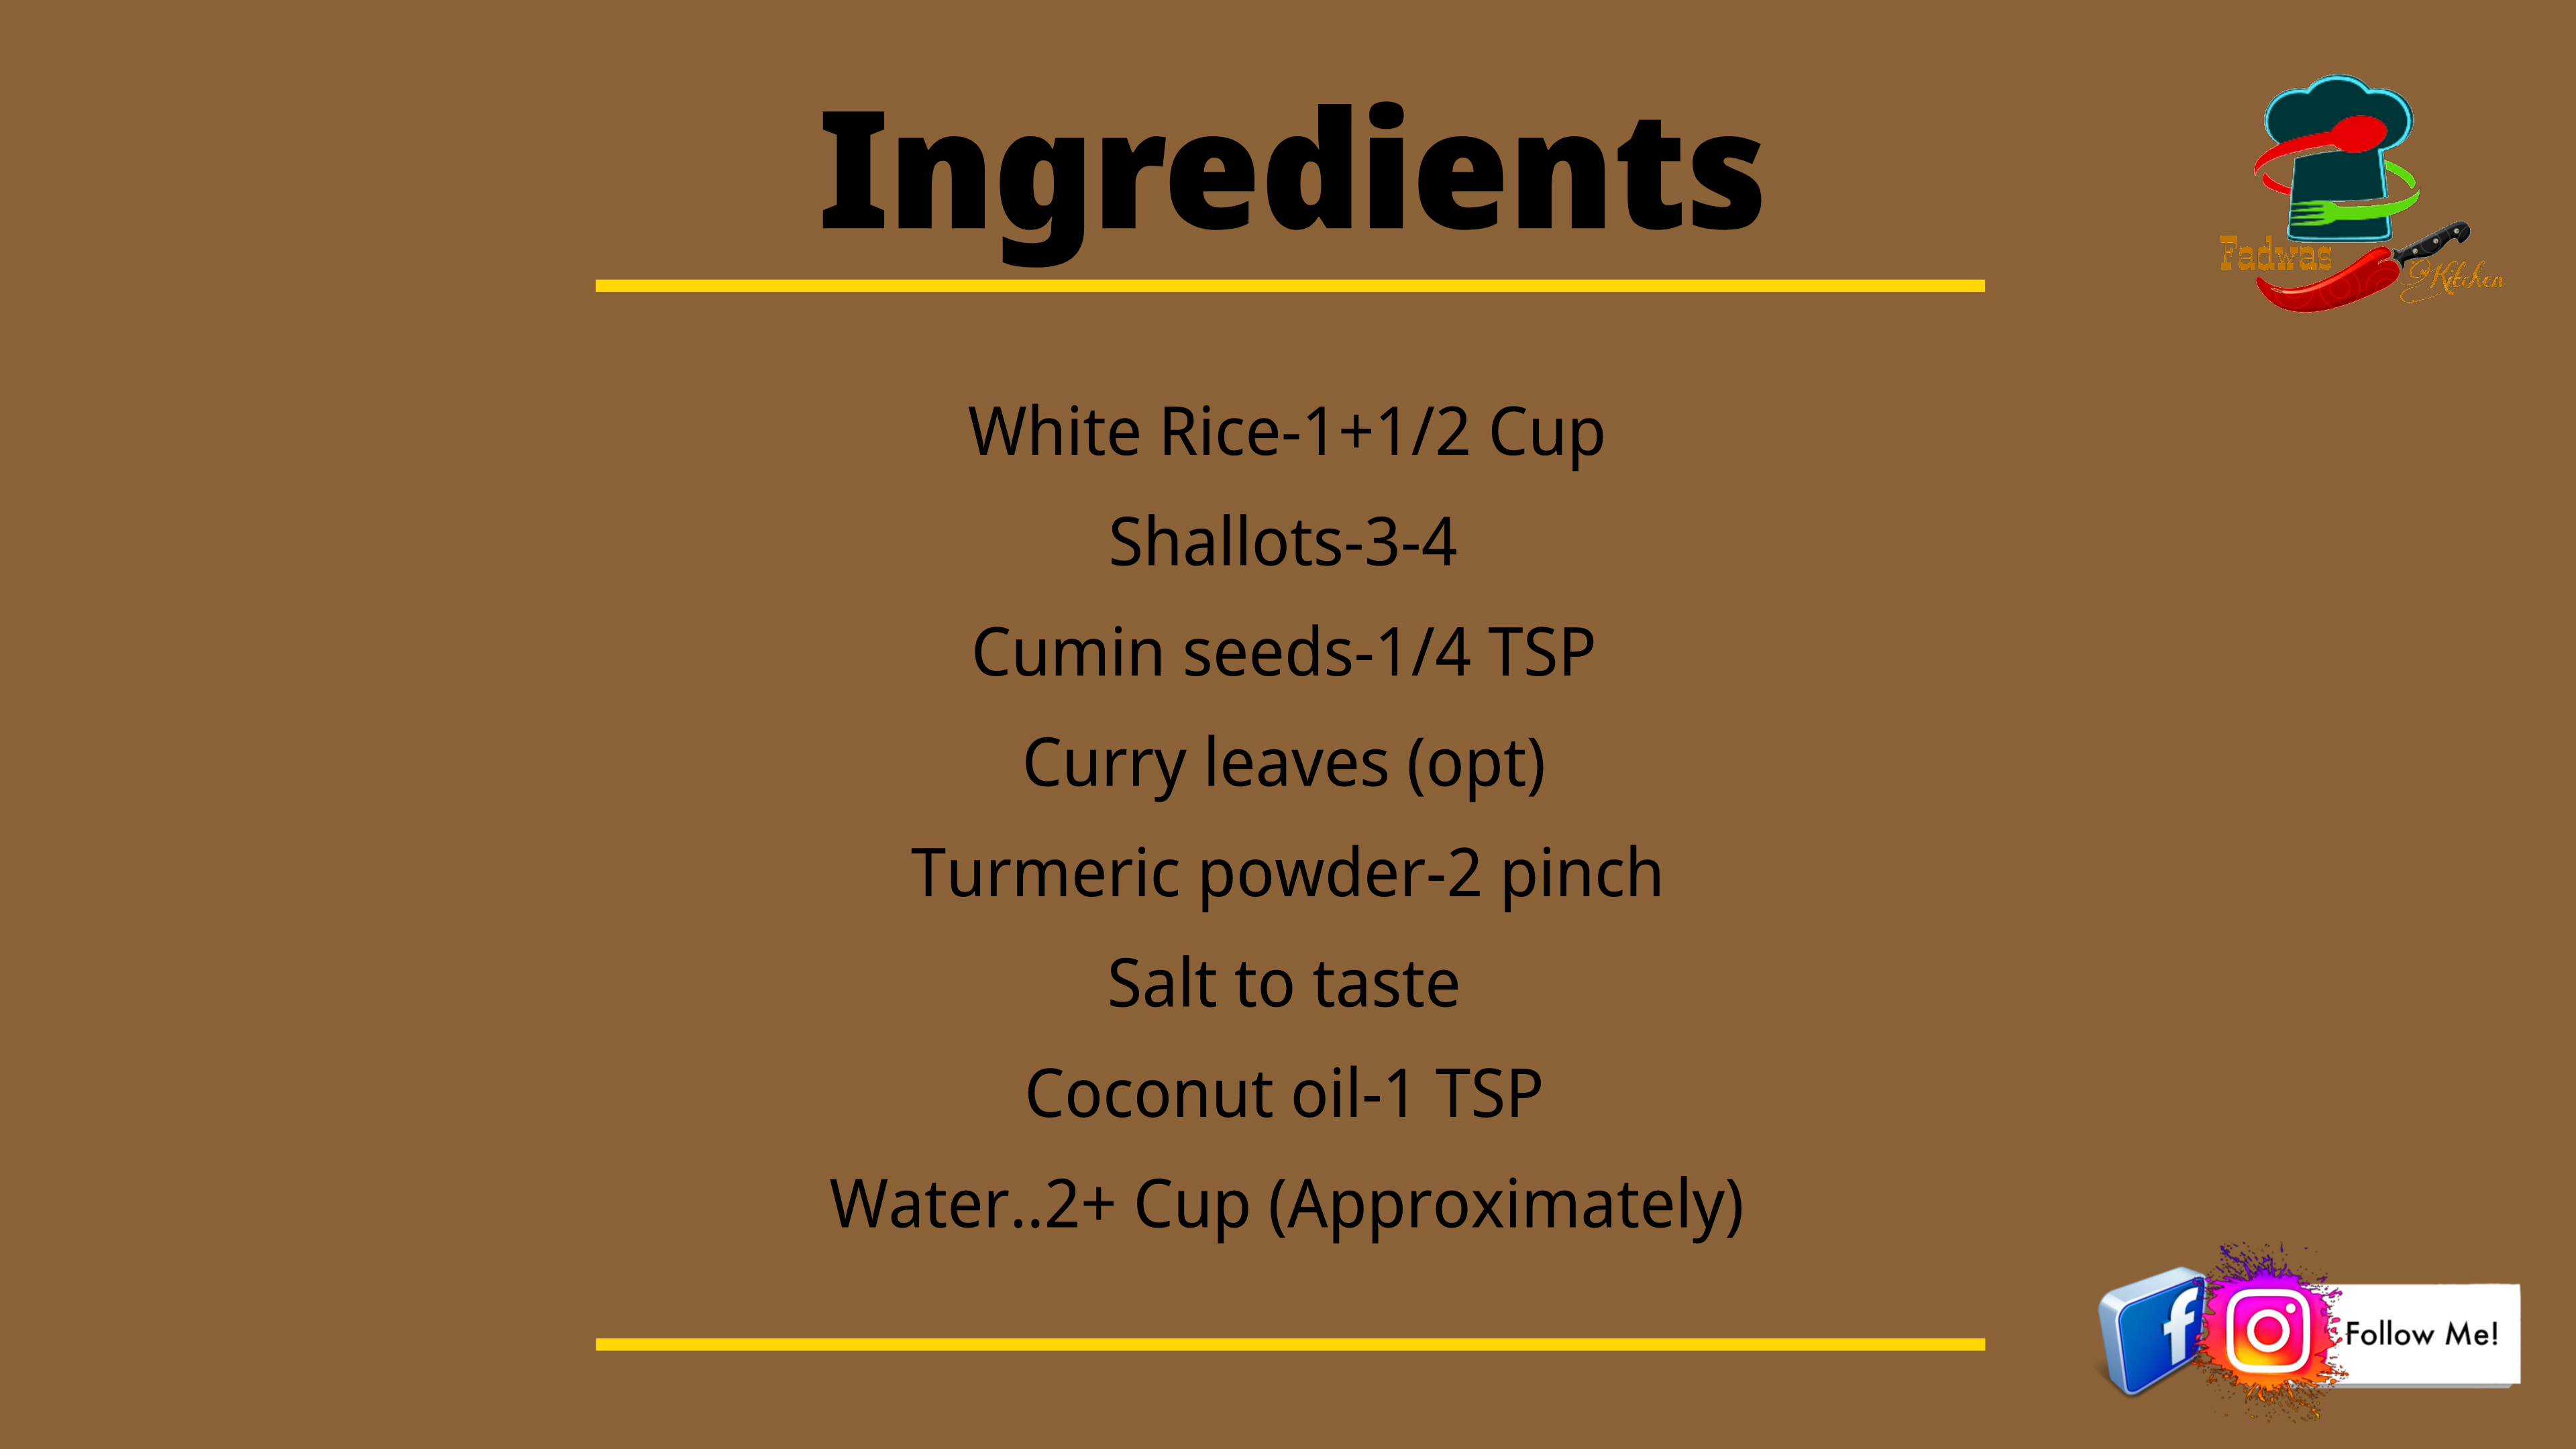 Ingredients
Fadwas
Kitchen
White Rice-1+1/2 Cup
Shallots-3-4
Cumin seeds-1/4 TSP
Curry leaves (opt)
Turmeric powder-2 pinch
Salt to taste
Coconut oil-1 TSP
Water..2+ Cup (Approximately)
f
Follow Me!